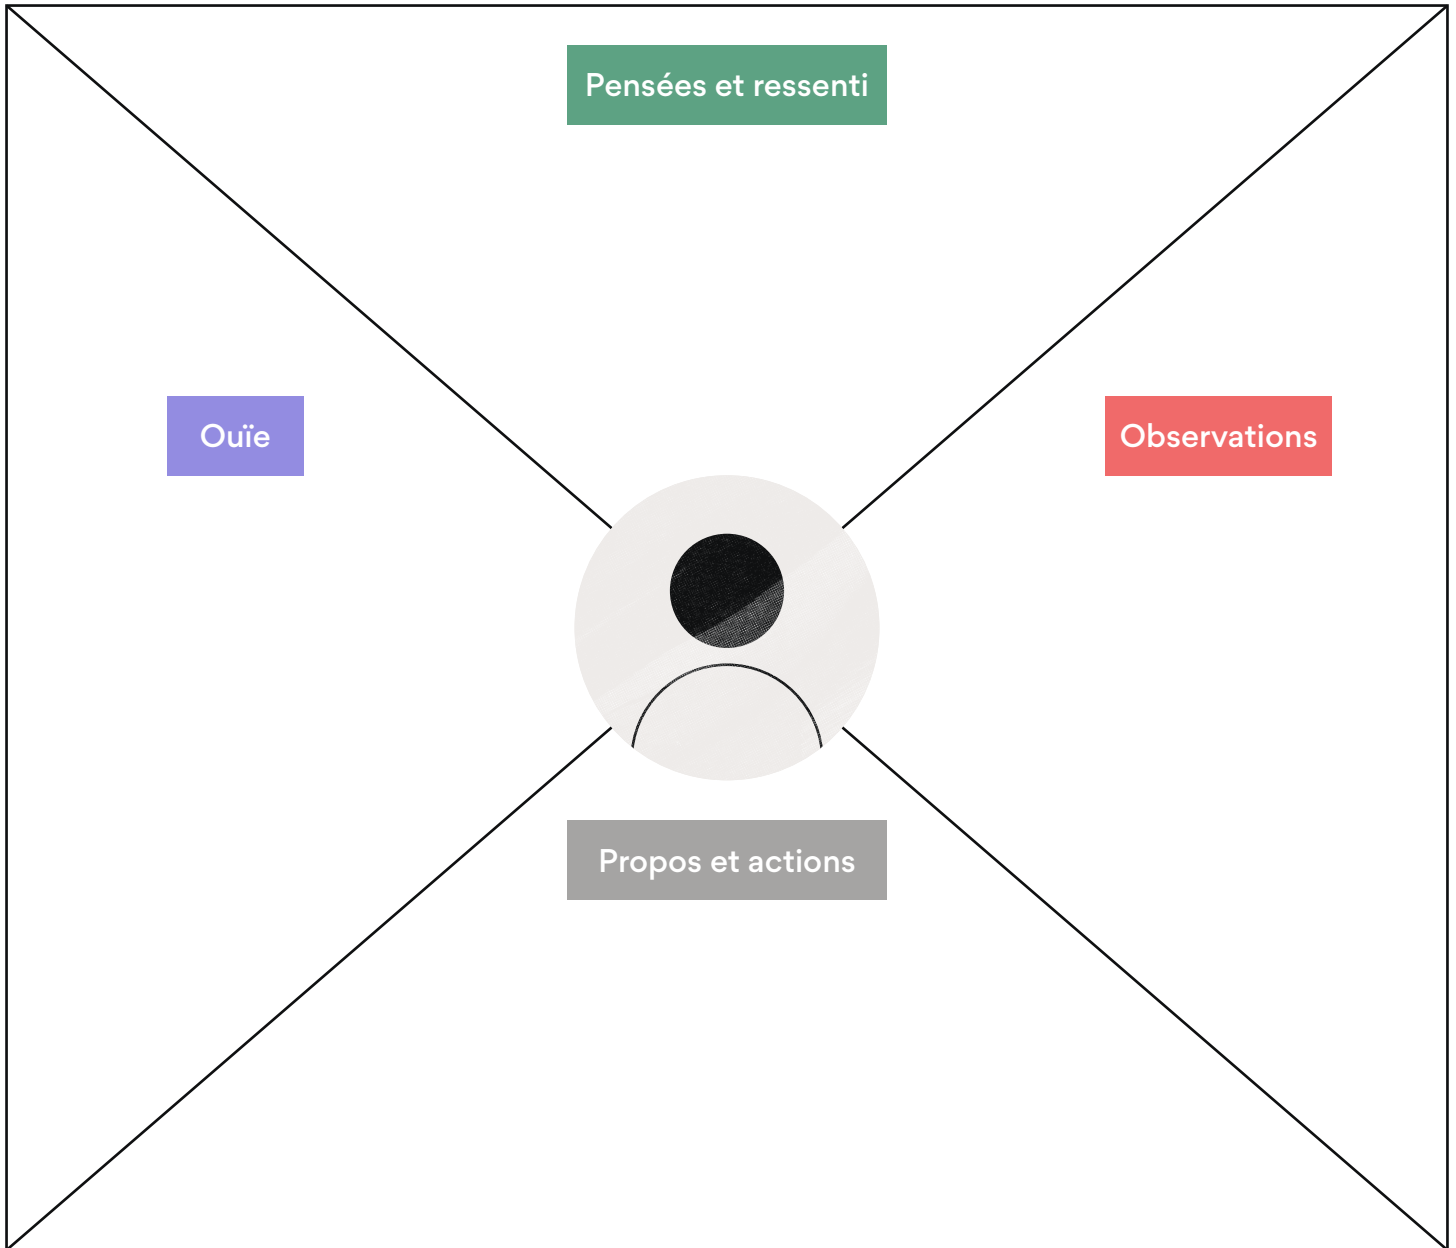 Pensées et ressenti
Ouïe
Observations
Propos et actions